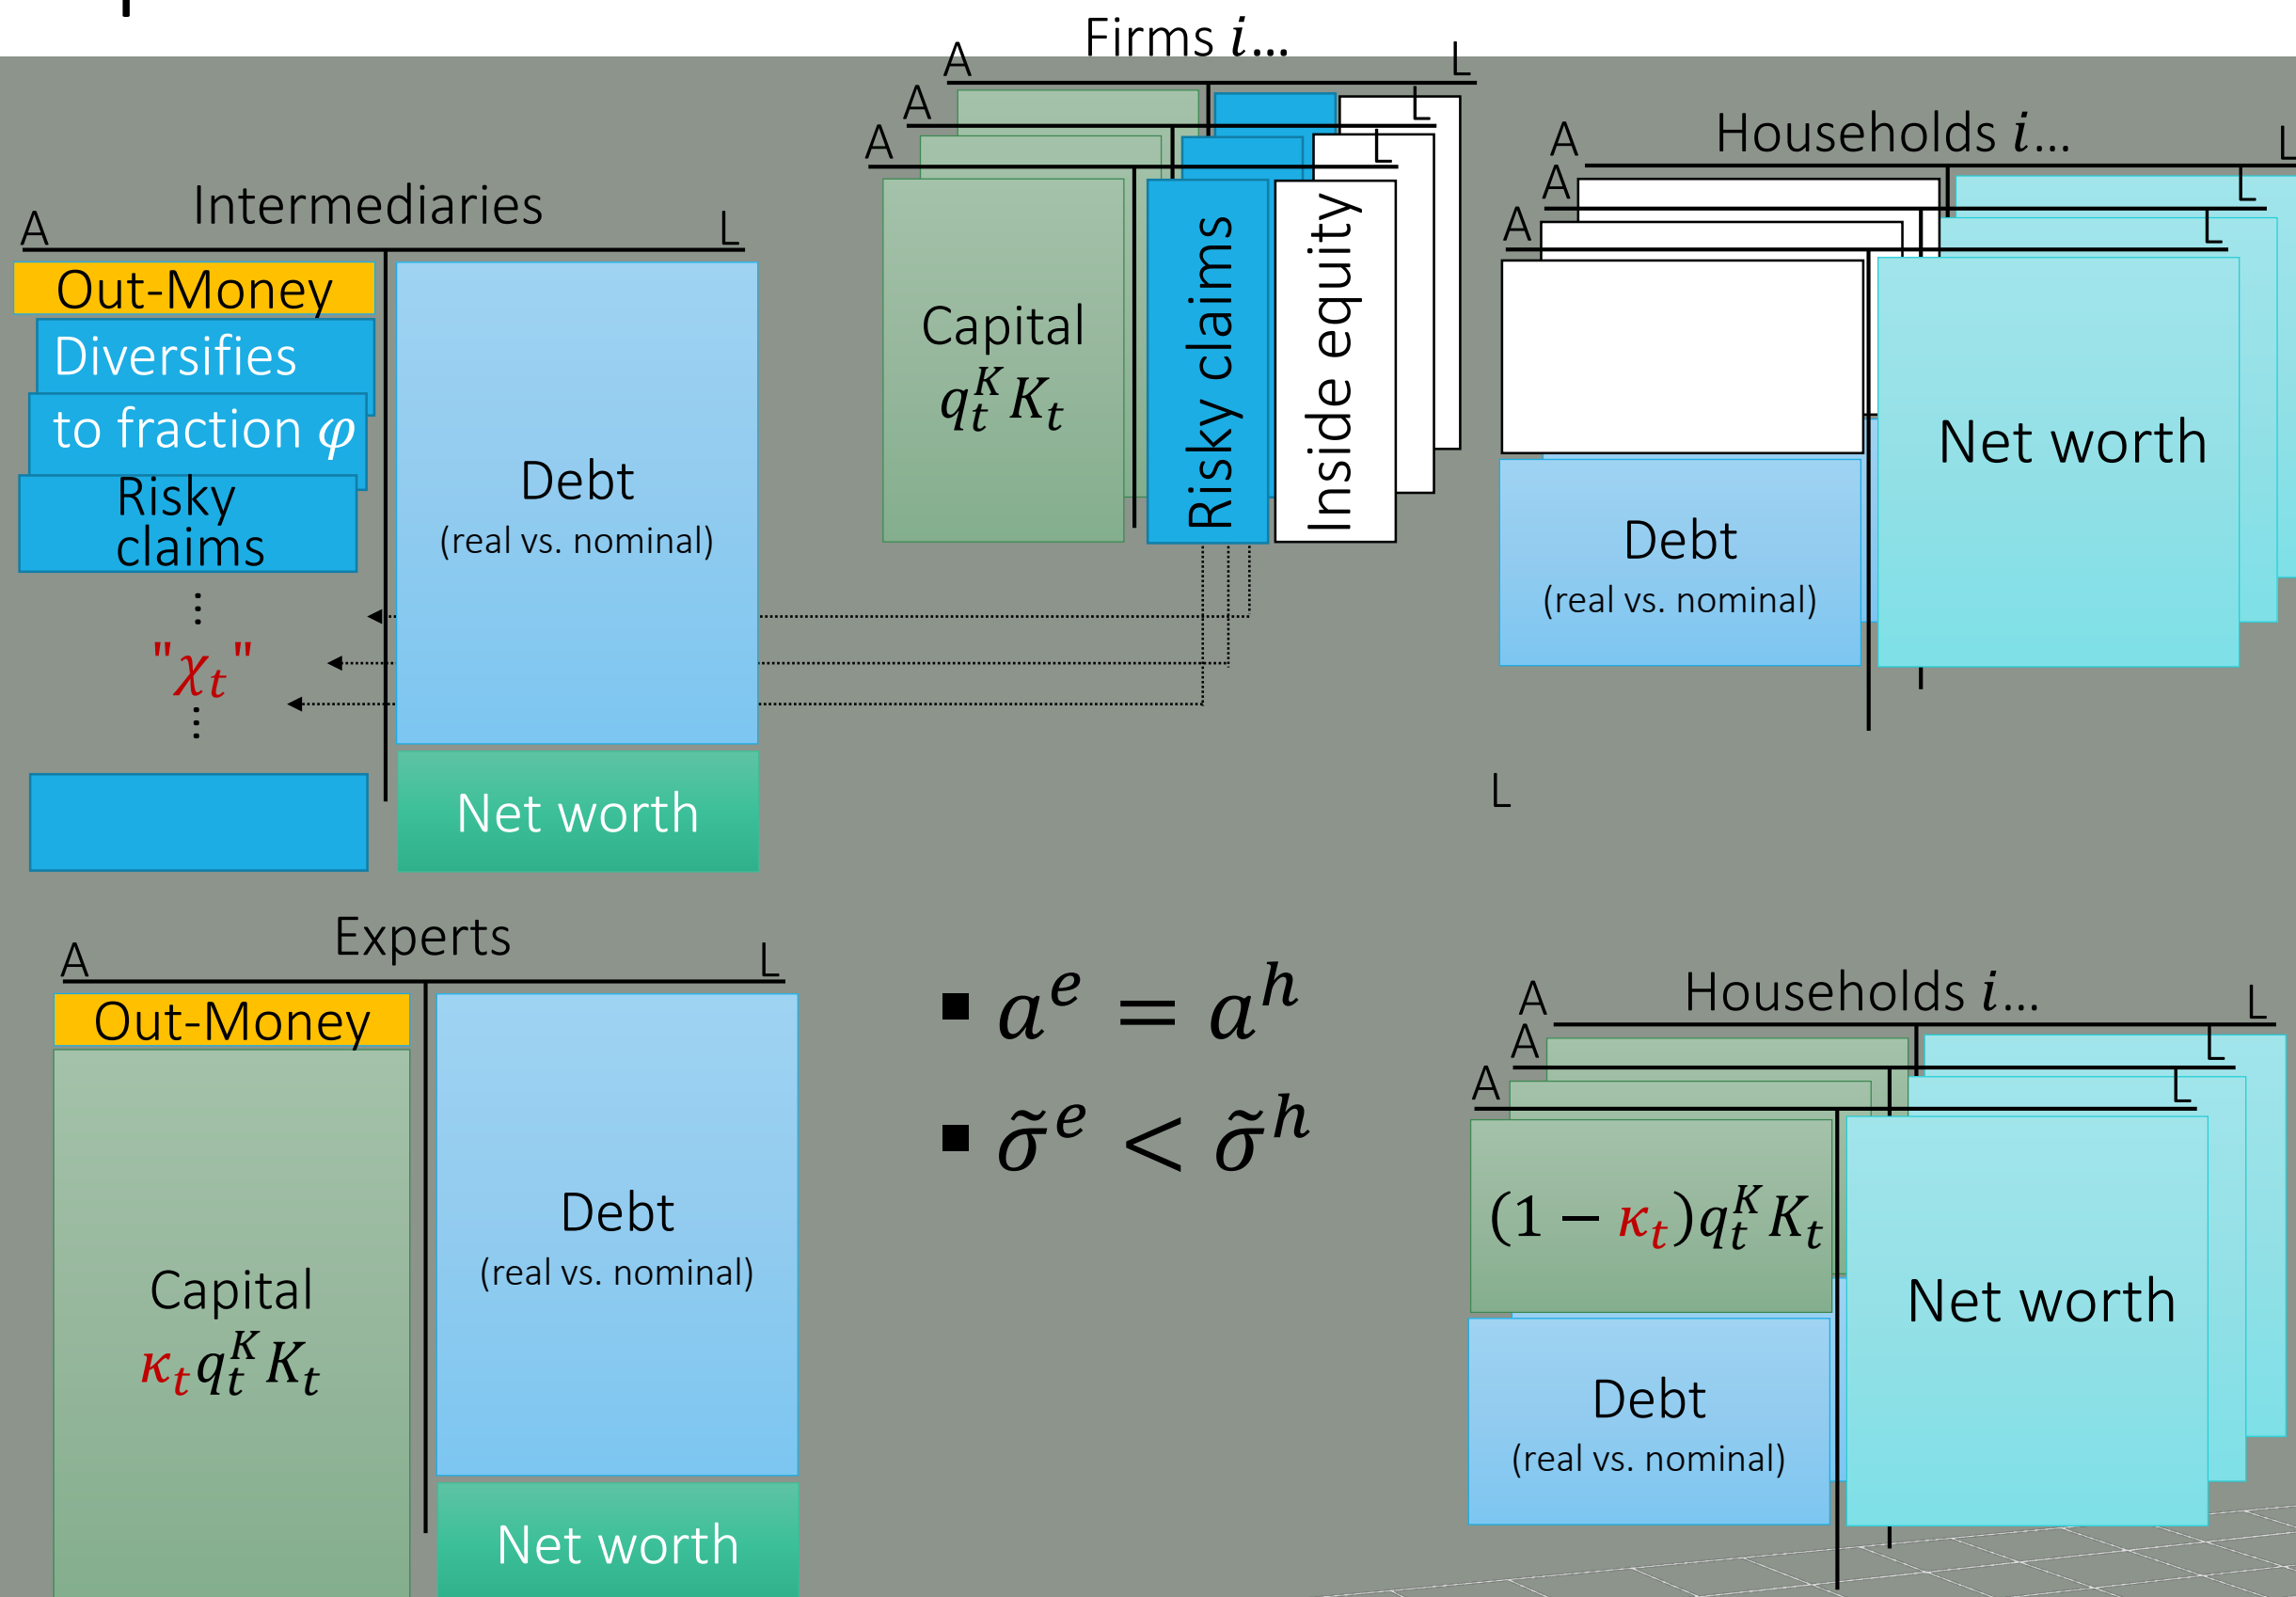 Firms i...
A L
A L
A L
Capital
q_t^K K_t
Risky claims
Inside equity
Households i...
A L
A L
A L
Debt
(real vs. nominal)
Net worth
Intermediaries
A L
Out-Money
Diversifies
to fraction φ
Risky
claims
⋮
"χ_t"
⋮
Debt
(real vs. nominal)
Net worth
L
Experts
A L
Out-Money
Capital
κ_t q_t^K K_t
Debt
(real vs. nominal)
Net worth
▪ a^e = a^h
▪ σ̃^e < σ̃^h
Households i...
A L
A L
A L
(1 − κ_t)q_t^K K_t
Debt
(real vs. nominal)
Net worth